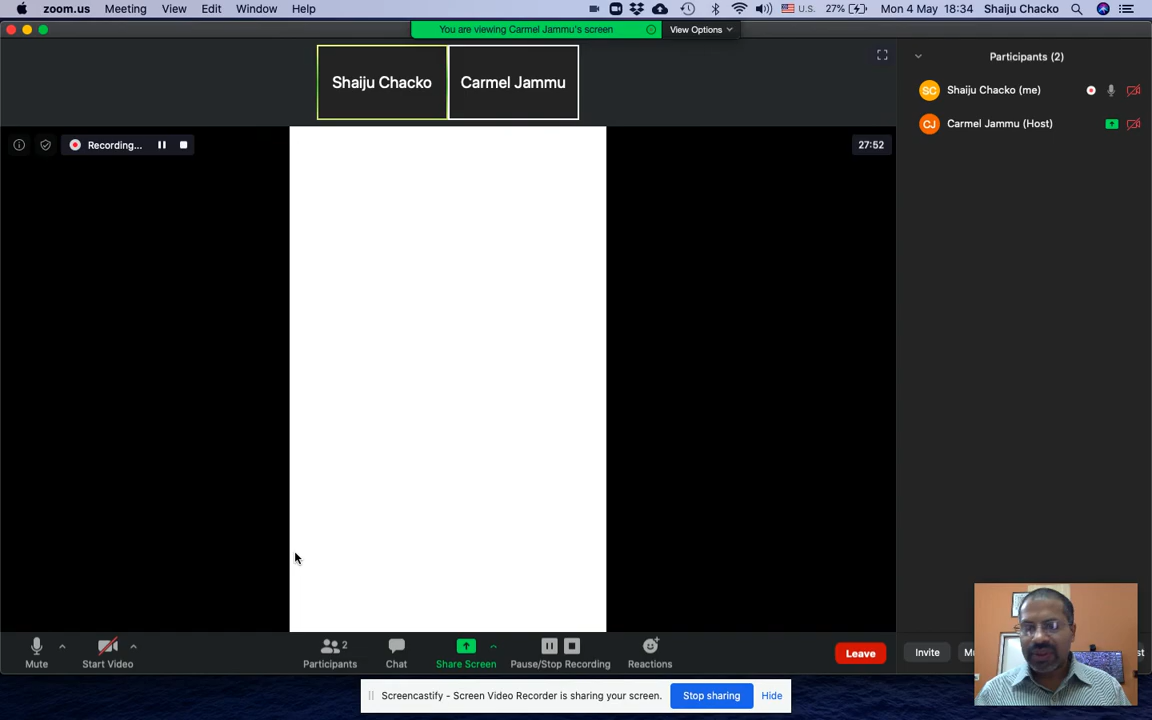 zoom.us Meeting View Edit Window Help U.S. 27% Mon 4 May 18:34 Shaiju Chacko
You are viewing Carmel Jammu's screen View Options
Shaiju Chacko Carmel Jammu
Participants (2)
SC Shaiju Chacko (me)
CJ Carmel Jammu (Host)
Recording... 27:52
Mute Start Video Participants 2 Chat Share Screen Pause/Stop Recording Reactions Leave Invite
Screencastify - Screen Video Recorder is sharing your screen. Stop sharing Hide